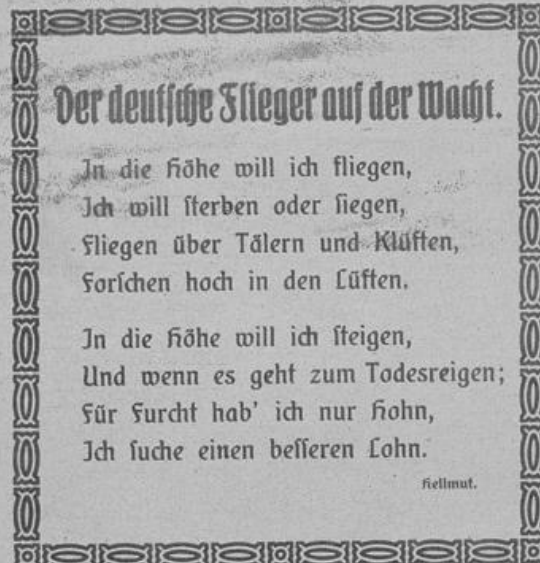 Der deutſche Flieger auf der Wacht.
In die Höhe will ich fliegen,
Ich will ſterben oder ſiegen,
Fliegen über Tälern und Klüften,
Forſchen hoch in den Lüften.
In die Höhe will ich ſteigen,
Und wenn es geht zum Todesreigen;
Für Furcht hab' ich nur Hohn,
Ich ſuche einen beſſeren Lohn.
Hellmut.